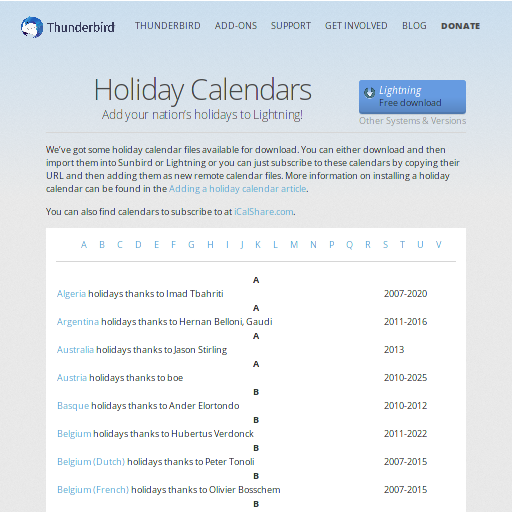 Thunderbird THUNDERBIRD ADD-ONS SUPPORT GET INVOLVED BLOG DONATE
Holiday Calendars
Add your nation's holidays to Lightning!
Lightning
Free download
Other Systems & Versions
We've got some holiday calendar files available for download. You can either download and then
import them into Sunbird or Lightning or you can just subscribe to these calendars by copying their
URL and then adding them as new remote calendar files. More information on installing a holiday
calendar can be found in the Adding a holiday calendar article.
You can also find calendars to subscribe to at iCalShare.com.
A B C D E F G H I J K L M N P Q R S T U V
A
Algeria holidays thanks to Imad Tbahriti 2007-2020
A
Argentina holidays thanks to Hernan Belloni, Gaudi 2011-2016
A
Australia holidays thanks to Jason Stirling 2013
A
Austria holidays thanks to boe 2010-2025
B
Basque holidays thanks to Ander Elortondo 2010-2012
B
Belgium holidays thanks to Hubertus Verdonck 2011-2022
B
Belgium (Dutch) holidays thanks to Peter Tonoli 2007-2015
B
Belgium (French) holidays thanks to Olivier Bosschem 2007-2015
B